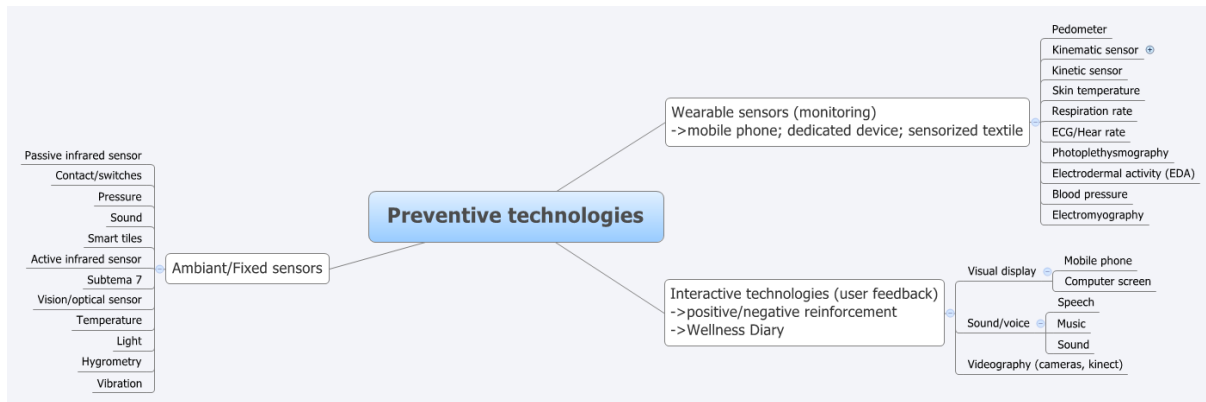 Preventive technologies
Wearable sensors (monitoring)
->mobile phone; dedicated device; sensorized textile
Pedometer
Kinematic sensor
Kinetic sensor
Skin temperature
Respiration rate
ECG/Hear rate
Photoplethysmography
Electrodermal activity (EDA)
Blood pressure
Electromyography
Interactive technologies (user feedback)
->positive/negative reinforcement
->Wellness Diary
Visual display
Mobile phone
Computer screen
Sound/voice
Speech
Music
Sound
Videography (cameras, kinect)
Ambiant/Fixed sensors
Passive infrared sensor
Contact/switches
Pressure
Sound
Smart tiles
Active infrared sensor
Subtema 7
Vision/optical sensor
Temperature
Light
Hygrometry
Vibration